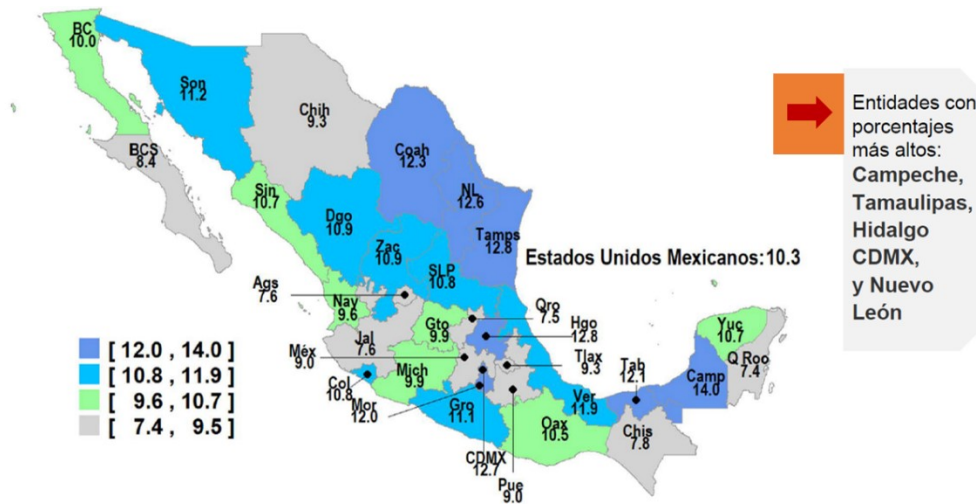 BC
10.0
Son
11.2
Chih
9.3
BCS
8.4
Coah
12.3
Sin
10.7
NL
12.6
Dgo
10.9
Tamps
12.8
Zac
10.9
SLP
10.8
Estados Unidos Mexicanos:10.3
Ags
7.6
Nay
9.6
Gto
9.9
Qro
7.5
Hgo
12.8
Jal
7.6
Méx
9.0
Tlax
9.3
Tab
12.1
Yuc
10.7
Q Roo
7.4
Camp
14.0
Mich
9.9
Col
10.8
Mor
12.0
Gro
11.1
Ver
11.9
Oax
10.5
Chis
7.8
CDMX
12.7
Pue
9.0
[ 12.0 , 14.0 ]
[ 10.8 , 11.9 ]
[ 9.6 , 10.7 ]
[ 7.4 , 9.5 ]
Entidades con
porcentajes
más altos:
Campeche,
Tamaulipas,
Hidalgo
CDMX,
y Nuevo
León